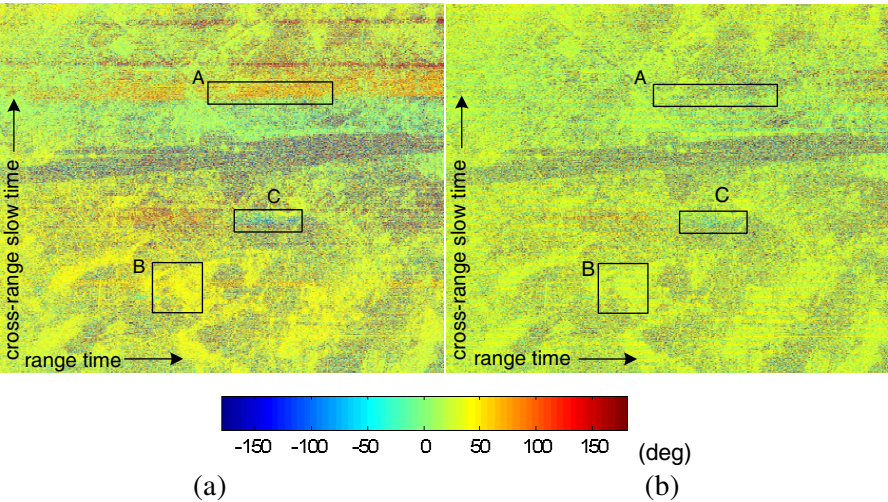 A
C
B
cross-range slow time
range time
A
C
B
cross-range slow time
range time
-150 -100 -50 0 50 100 150 (deg)
(a) (b)